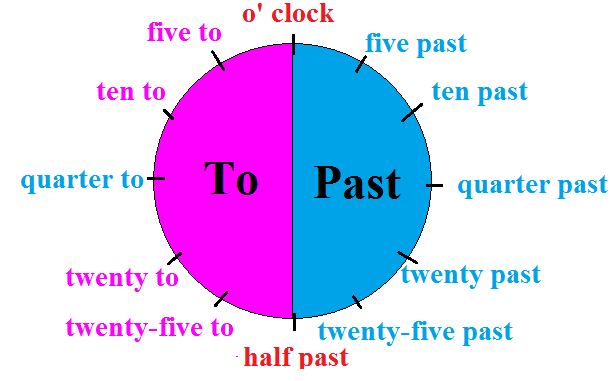 o' clock
five to
five past
ten to
ten past
To
Past
quarter to
quarter past
twenty to
twenty past
twenty-five to
twenty-five past
half past